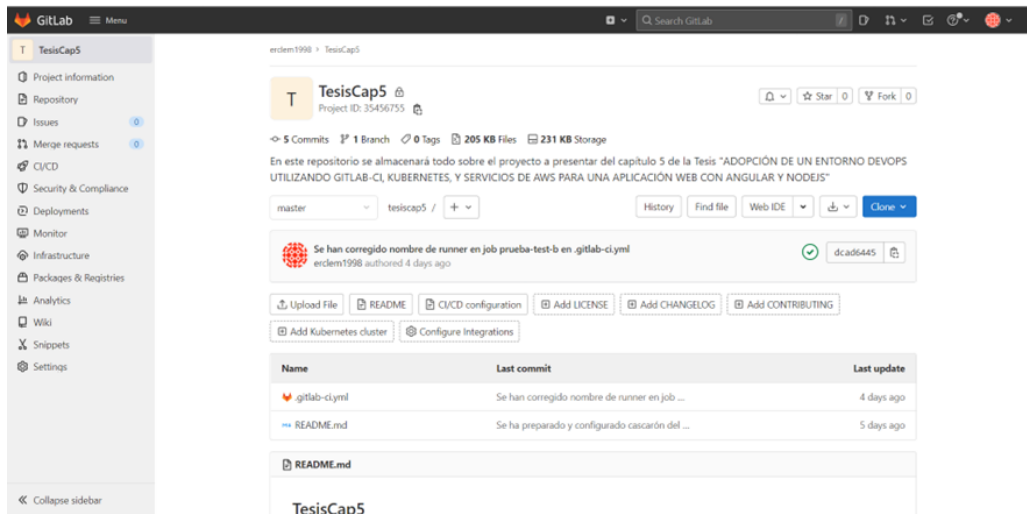 GitLab Menu Search GitLab /
T TesisCap5
Project information
Repository
Issues 0
Merge requests 0
CI/CD
Security & Compliance
Deployments
Monitor
Infrastructure
Packages & Registries
Analytics
Wiki
Snippets
Settings
Collapse sidebar
erclem1998 > TesisCap5
T
TesisCap5
Project ID: 35456755
Star 0 Fork 0
5 Commits 1 Branch 0 Tags 205 KB Files 231 KB Storage
En este repositorio se almacenará todo sobre el proyecto a presentar del capítulo 5 de la Tesis "ADOPCIÓN DE UN ENTORNO DEVOPS
UTILIZANDO GITLAB-CI, KUBERNETES, Y SERVICIOS DE AWS PARA UNA APLICACIÓN WEB CON ANGULAR Y NODEJS"
master tesiscap5 / + History Find file Web IDE Clone
Se han corregido nombre de runner en job prueba-test-b en .gitlab-ci.yml
erclem1998 authored 4 days ago
dcad6445
Upload File README CI/CD configuration Add LICENSE Add CHANGELOG Add CONTRIBUTING
Add Kubernetes cluster Configure Integrations
Name Last commit Last update
.gitlab-ci.yml Se han corregido nombre de runner en job ... 4 days ago
README.md Se ha preparado y configurado cascarón del ... 5 days ago
README.md
TesisCap5